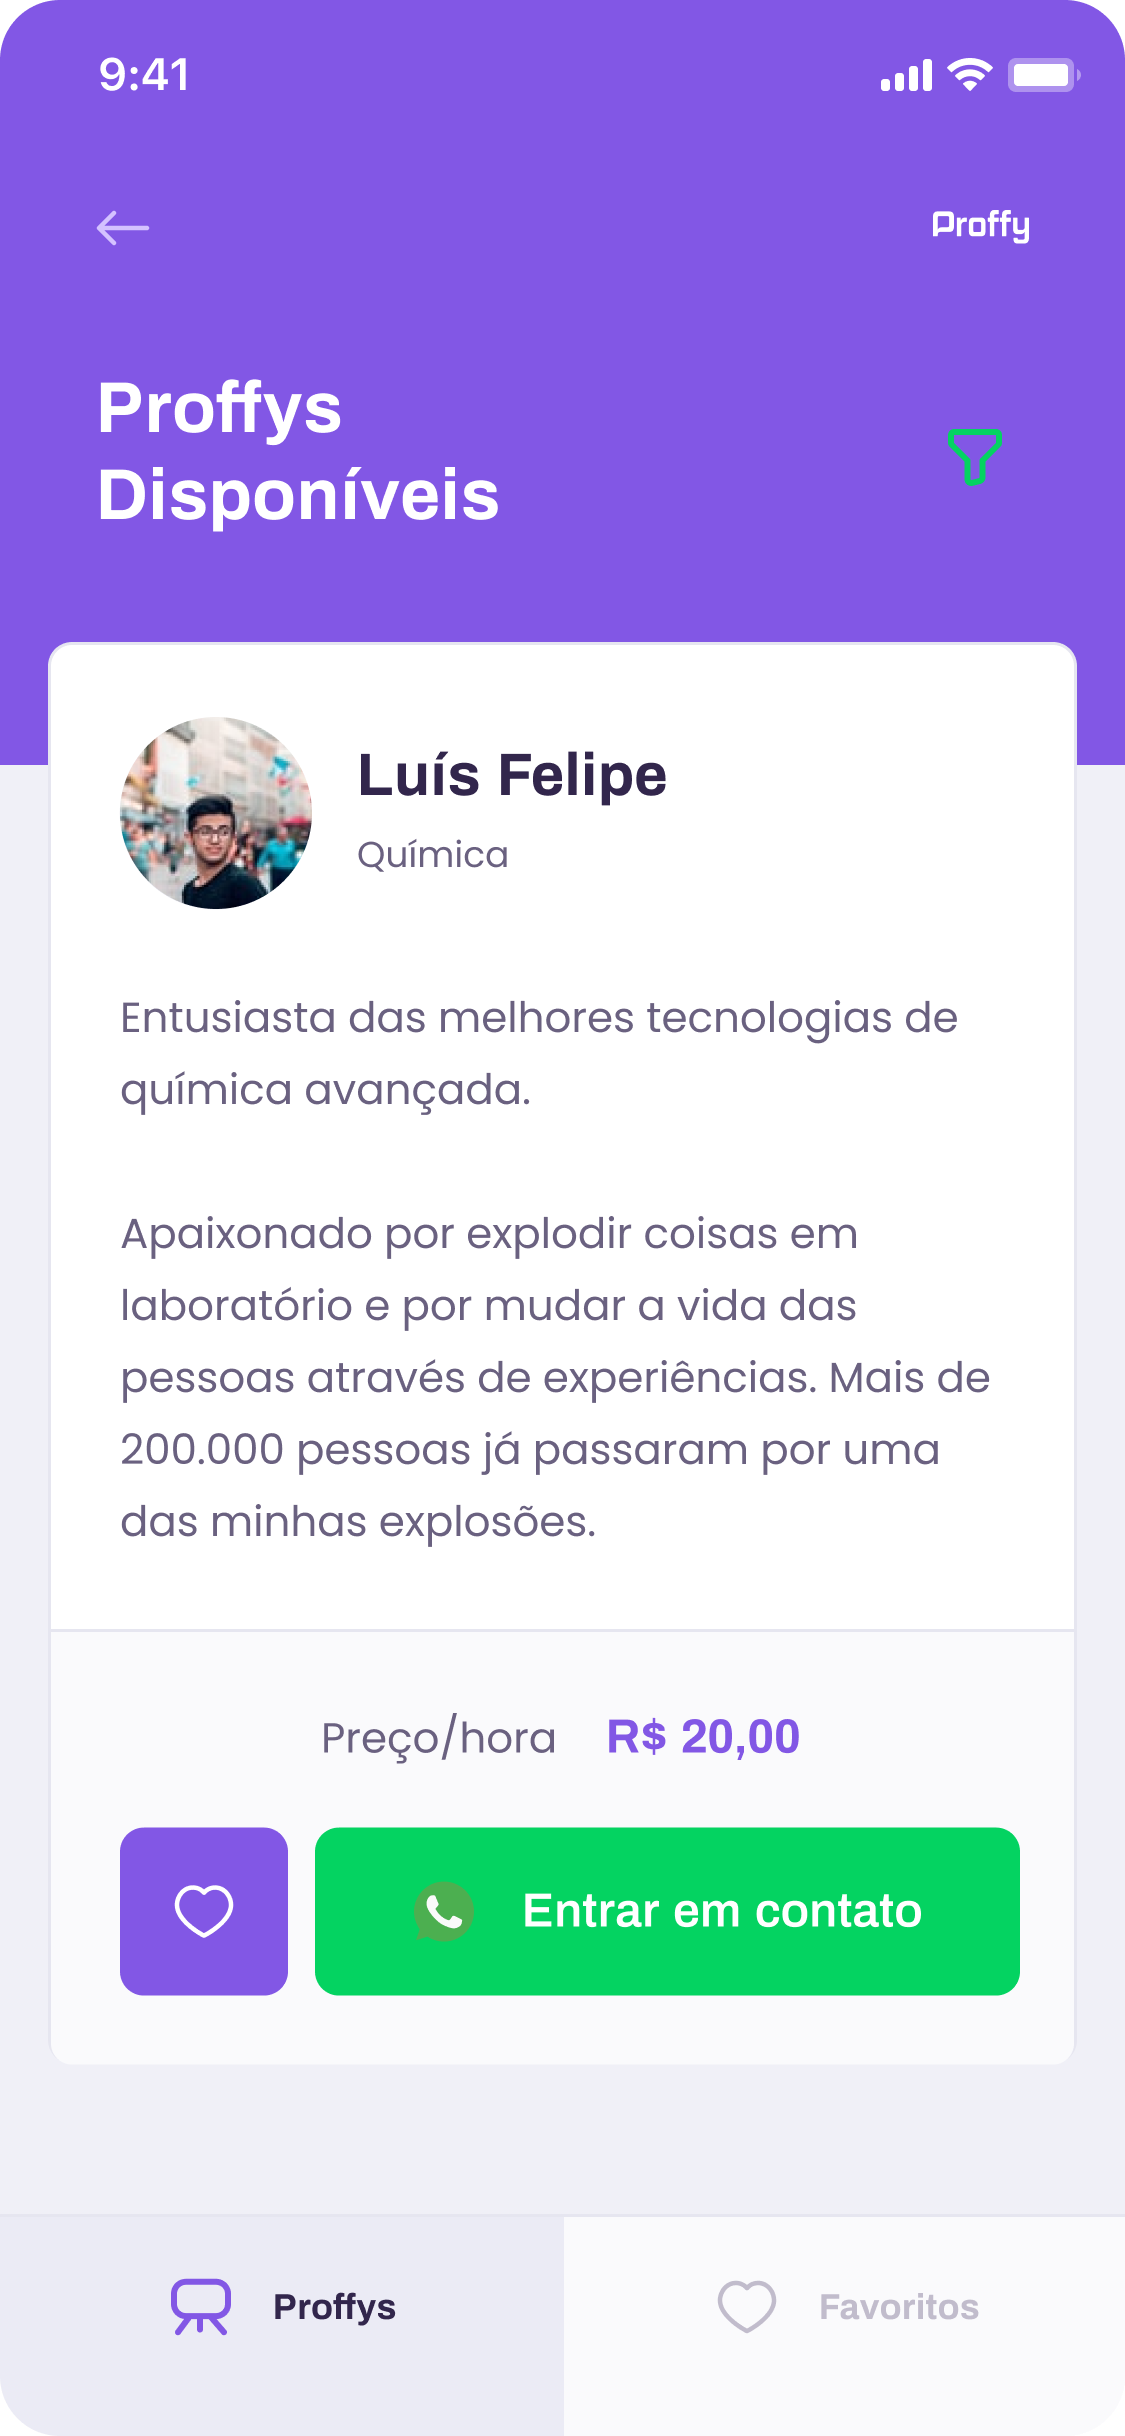 9:41
Proffy
Proffys
Disponíveis
Luís Felipe
Química
Entusiasta das melhores tecnologias de
química avançada.
Apaixonado por explodir coisas em
laboratório e por mudar a vida das
pessoas através de experiências. Mais de
200.000 pessoas já passaram por uma
das minhas explosões.
Preço/hora R$ 20,00
Entrar em contato
Proffys Favoritos